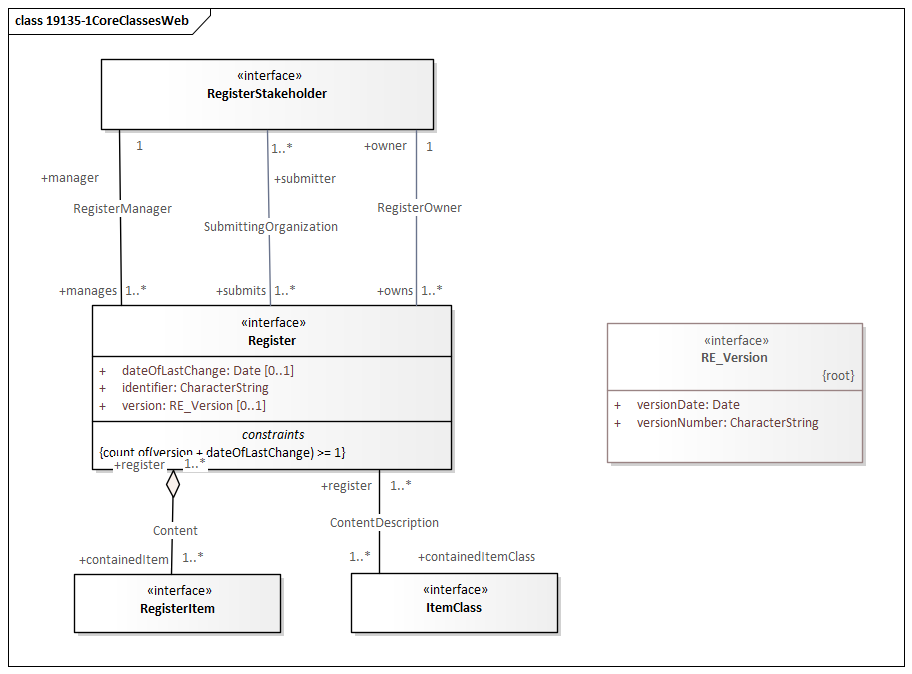 class 19135-1CoreClassesWeb
«interface»
RegisterStakeholder
1
1..*
+owner
1
+manager
+submitter
RegisterManager
RegisterOwner
SubmittingOrganization
+manages
1..*
+submits
1..*
+owns
1..*
«interface»
Register
+ dateOfLastChange: Date [0..1]
+ identifier: CharacterString
+ version: RE_Version [0..1]
constraints
{count of(version + dateOfLastChange) >= 1}
«interface»
RE_Version
{root}
+ versionDate: Date
+ versionNumber: CharacterString
+register
1..*
+register
1..*
Content
ContentDescription
+containedItem
1..*
1..*
+containedItemClass
«interface»
RegisterItem
«interface»
ItemClass